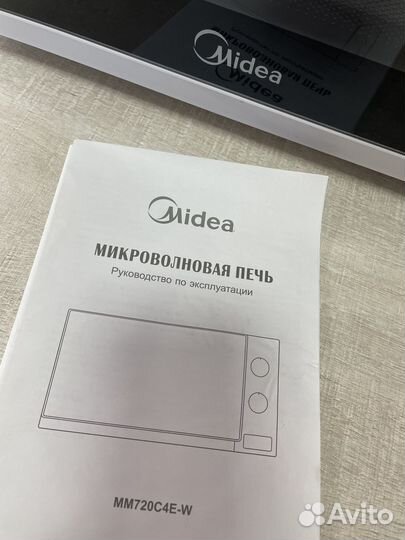 Midea
Midea
МИКРОВОЛНОВАЯ ПЕЧЬ
Руководство по эксплуатации
MM720C4E-W
Avito